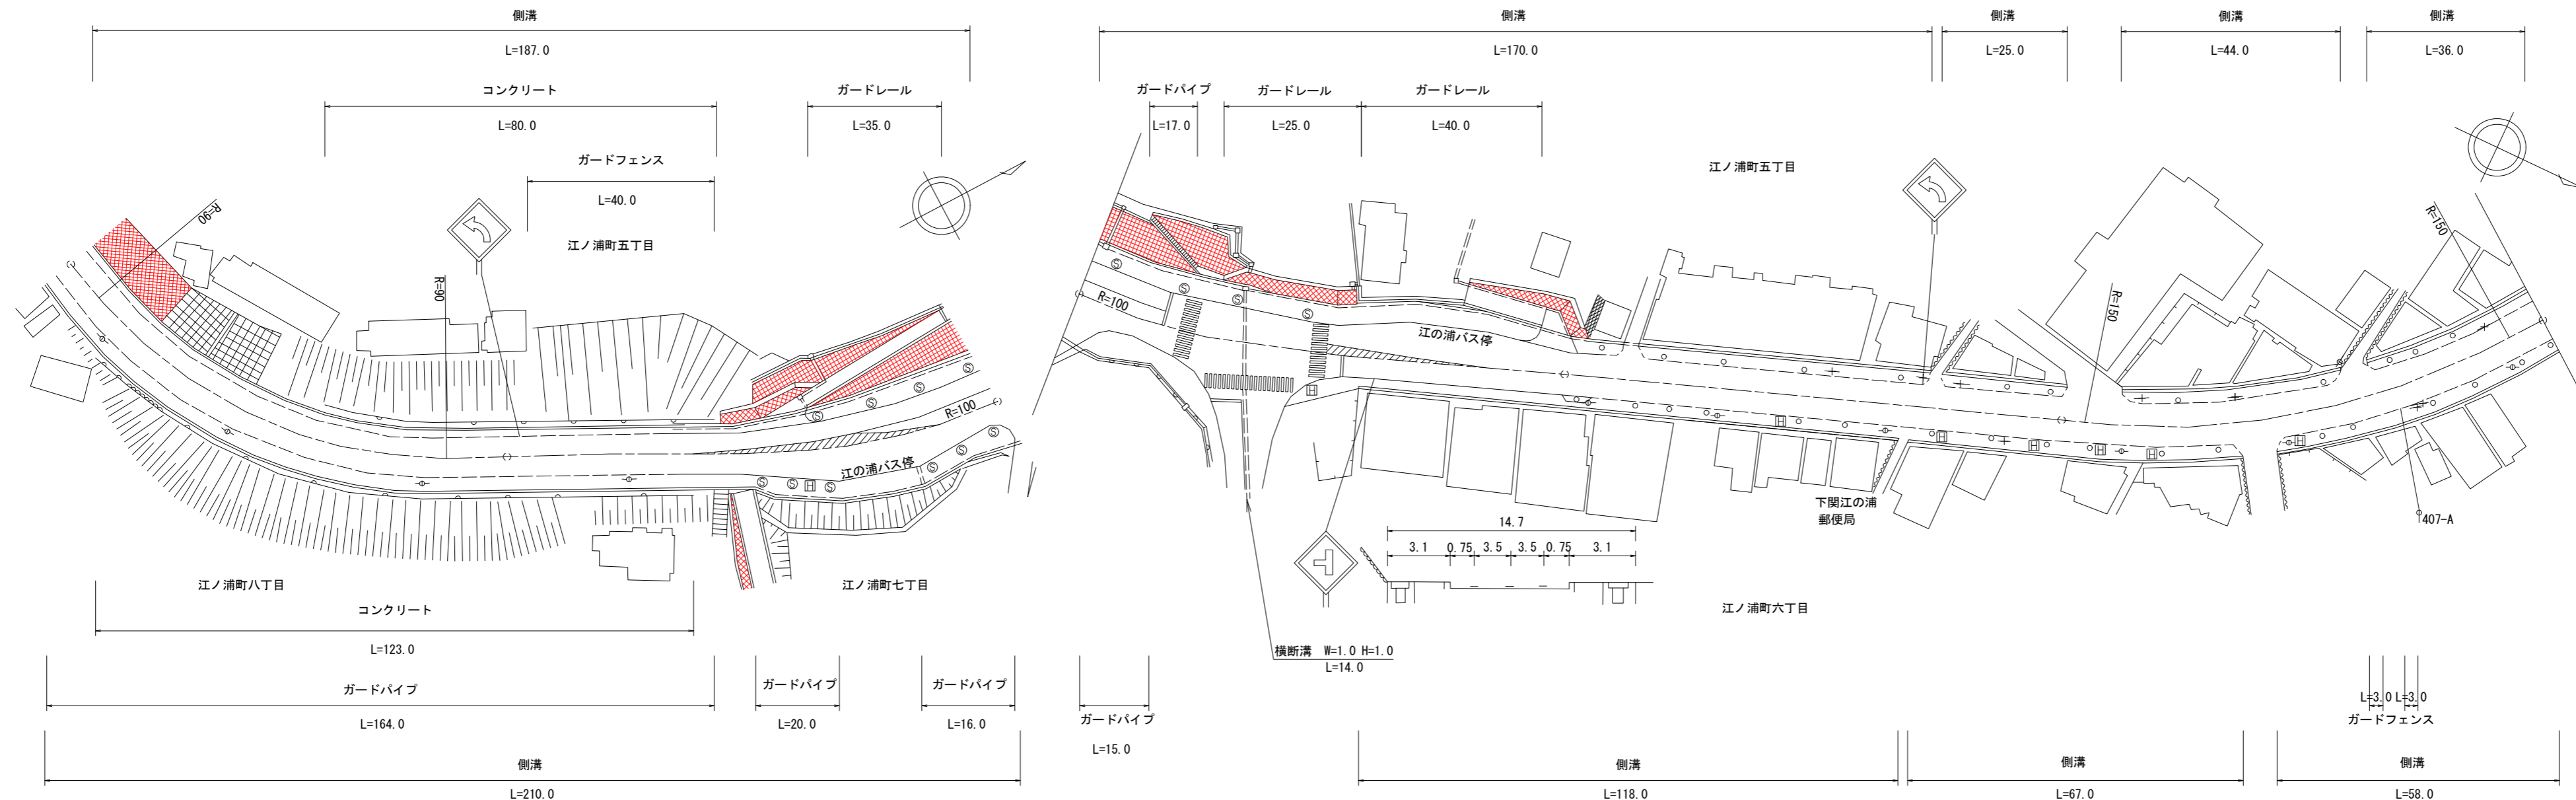 側溝
L=187.0
コンクリート
L=80.0
ガードレール
L=35.0
ガードフェンス
L=40.0
江ノ浦町五丁目
R=90
R=90
R=100
江の浦バス停
S
S
S
S
S
S
H
S
S
S
S
江ノ浦町八丁目
江ノ浦町七丁目
コンクリート
L=123.0
ガードパイプ
L=164.0
ガードパイプ
L=20.0
ガードパイプ
L=16.0
側溝
L=210.0
側溝
L=170.0
側溝
L=25.0
側溝
L=44.0
側溝
L=36.0
ガードパイプ
L=17.0
ガードレール
L=25.0
ガードレール
L=40.0
江ノ浦町五丁目
S
S
S
S
R=100
江の浦バス停
R=150
R=150
H
H
H
H
H
H
H
下関江の浦
郵便局
407-A
14.7
3.1 0.75 3.5 3.5 0.75 3.1
江ノ浦町六丁目
横断溝 W=1.0 H=1.0
L=14.0
ガードパイプ
L=15.0
L=3.0 L=3.0
ガードフェンス
側溝
L=118.0
側溝
L=67.0
側溝
L=58.0